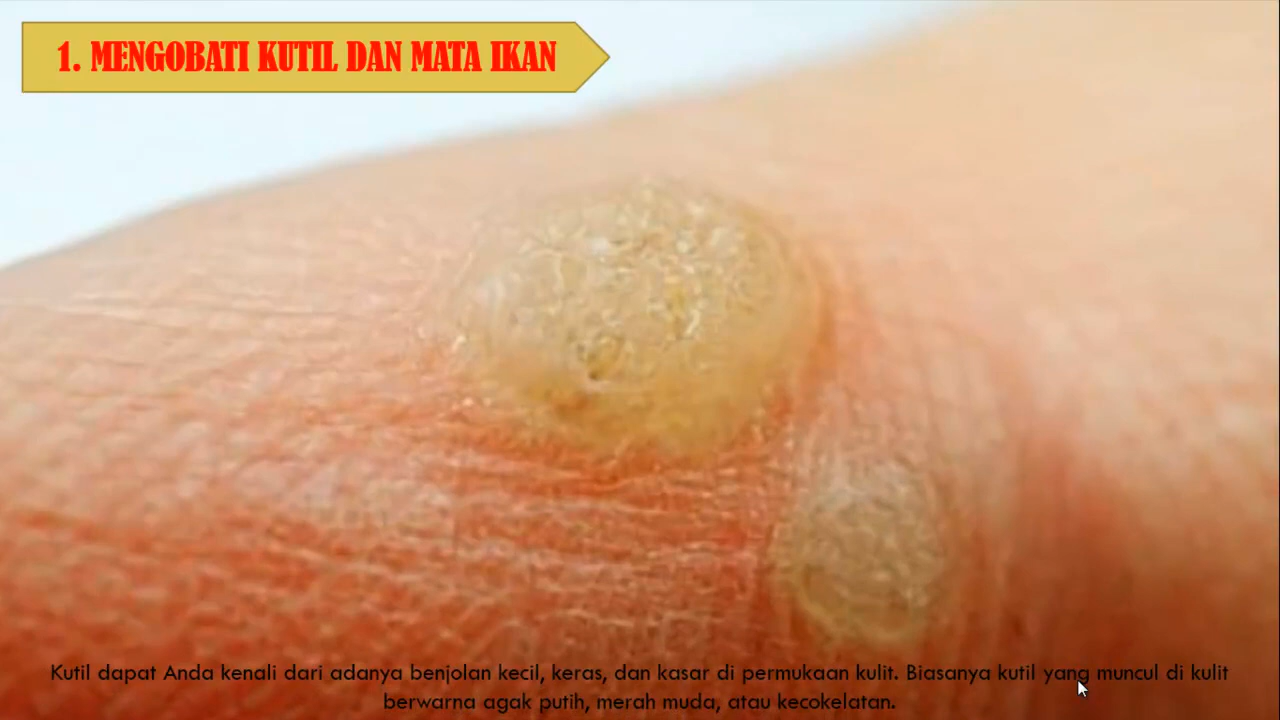 1. MENGOBATI KUTIL DAN MATA IKAN
Kutil dapat Anda kenali dari adanya benjolan kecil, keras, dan kasar di permukaan kulit. Biasanya kutil yang muncul di kulit
berwarna agak putih, merah muda, atau kecokelatan.